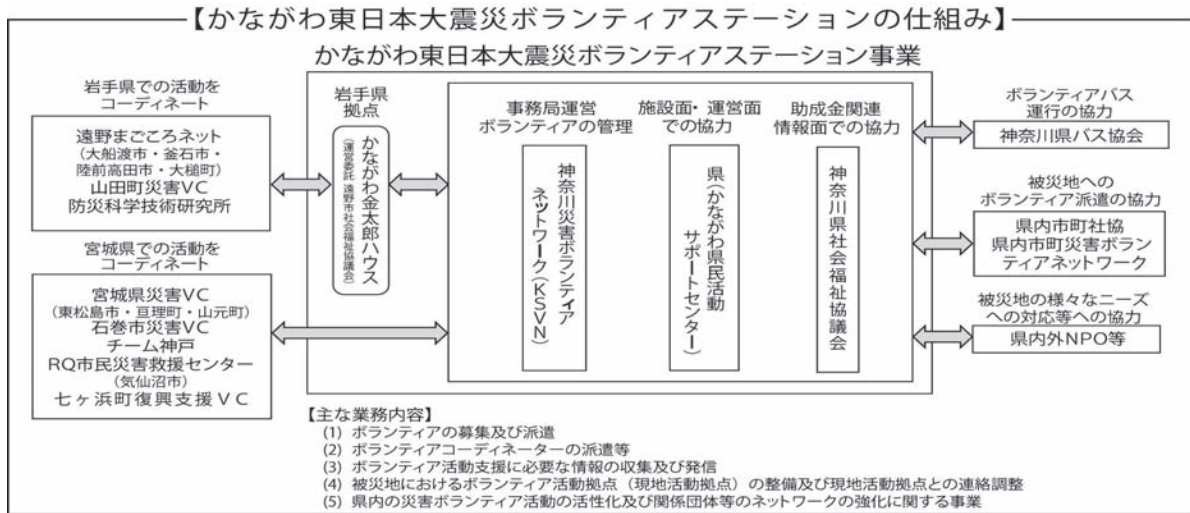 【かながわ東日本大震災ボランティアステーションの仕組み】
かながわ東日本大震災ボランティアステーション事業
岩手県での活動を
コーディネート
遠野まごころネット
(大船渡市・釜石市・
陸前高田市・大槌町)
山田町災害VC
防災科学技術研究所
宮城県での活動を
コーディネート
宮城県災害VC
(東松島市・亘理町・山元町)
石巻市災害VC
チーム神戸
RQ市民災害救援センター
(気仙沼市)
七ヶ浜町復興支援VC
岩手県
拠点
かながわ金太郎ハウス
(運営委託 遠野市社会福祉協議会)
事務局運営
ボランティアの管理
神奈川災害ボランティア
ネットワーク(KSVN)
施設面・運営面
での協力
県(かながわ県民活動
サポートセンター)
助成金関連
情報面での協力
神奈川県社会福祉協議会
ボランティアバス
運行の協力
神奈川県バス協会
被災地への
ボランティア派遣の協力
県内市町社協
県内市町災害ボラン
ティアネットワーク
被災地の様々なニーズ
への対応等への協力
県内外NPO等
【主な業務内容】
(1) ボランティアの募集及び派遣
(2) ボランティアコーディネーターの派遣等
(3) ボランティア活動支援に必要な情報の収集及び発信
(4) 被災地におけるボランティア活動拠点(現地活動拠点)の整備及び現地活動拠点との連絡調整
(5) 県内の災害ボランティア活動の活性化及び関係団体等のネットワークの強化に関する事業